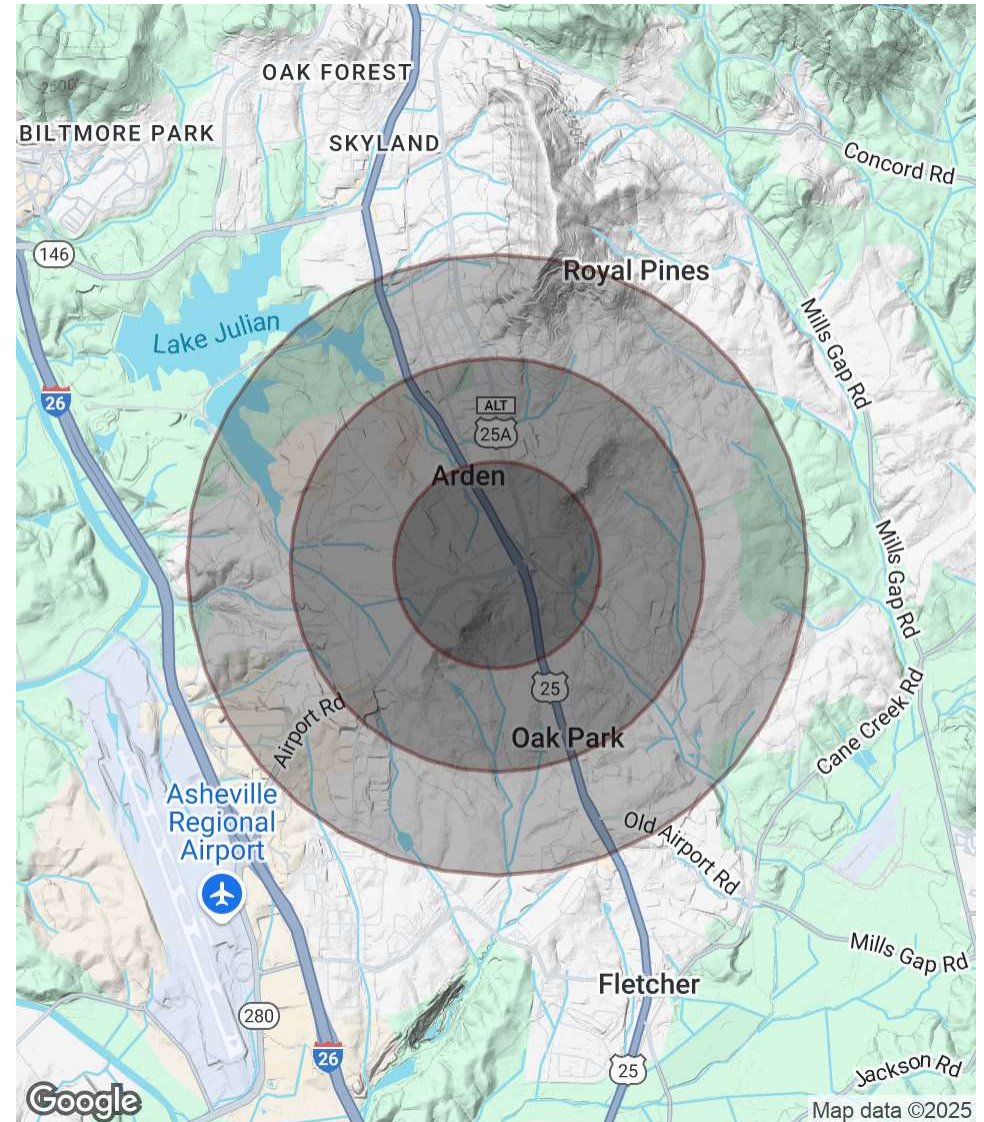 OAK FOREST
BILTMORE PARK
SKYLAND
Concord Rd
146
Royal Pines
Lake Julian
Mills Gap Rd
26
ALT
25A
Arden
Mills Gap Rd
25
Airport Rd
Oak Park
Cane Creek Rd
Asheville
Regional
Airport
Old Airport Rd
Mills Gap Rd
Fletcher
280
26
25
Jackson Rd
Google
Map data ©2025